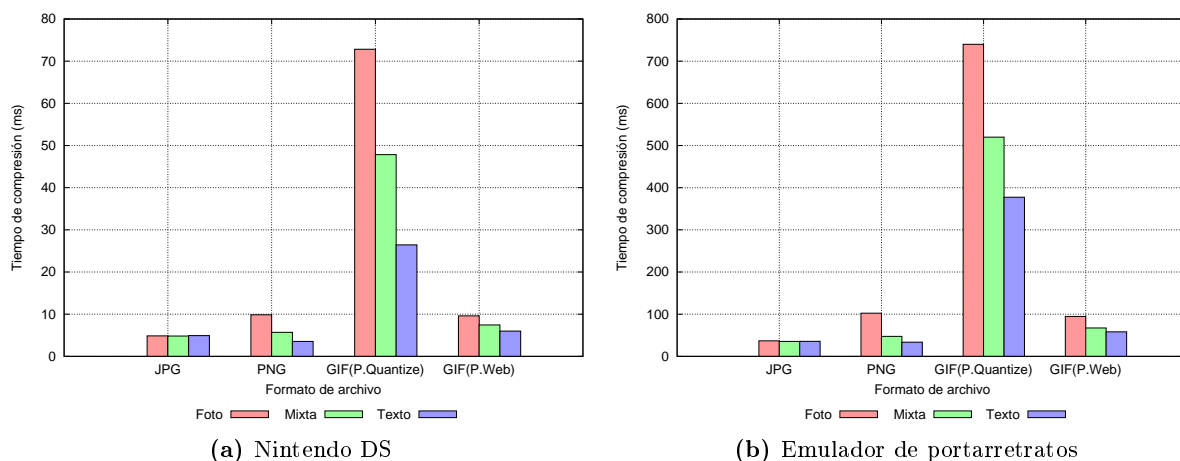 80
70
60
50
40
30
20
10
0
Tiempo de compresión (ms)
JPG PNG GIF(P.Quantize) GIF(P.Web)
Formato de archivo
Foto Mixta Texto
(a) Nintendo DS
800
700
600
500
400
300
200
100
0
Tiempo de compresión (ms)
JPG PNG GIF(P.Quantize) GIF(P.Web)
Formato de archivo
Foto Mixta Texto
(b) Emulador de portarretratos